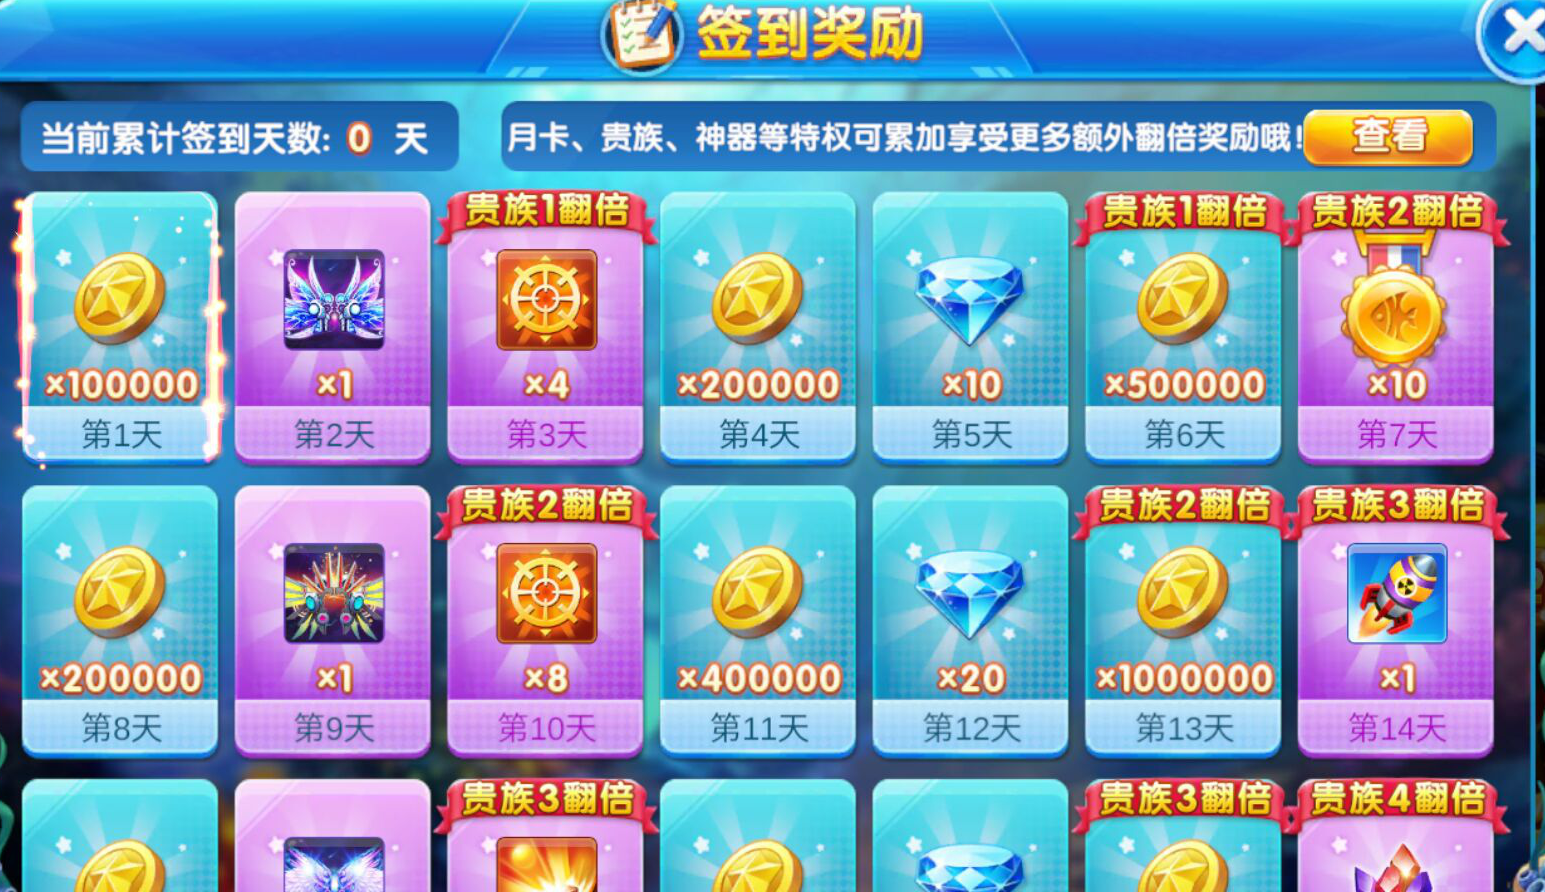 签到奖励
当前累计签到天数: 0 天
月卡、贵族、神器等特权可累加享受更多额外翻倍奖励哦!
查看
贵族1翻倍
贵族1翻倍
贵族2翻倍
×100000
×1
×4
×200000
×10
×500000
×10
第1天
第2天
第3天
第4天
第5天
第6天
第7天
贵族2翻倍
贵族2翻倍
贵族3翻倍
×200000
×1
×8
×400000
×20
×1000000
×1
第8天
第9天
第10天
第11天
第12天
第13天
第14天
贵族3翻倍
贵族3翻倍
贵族4翻倍